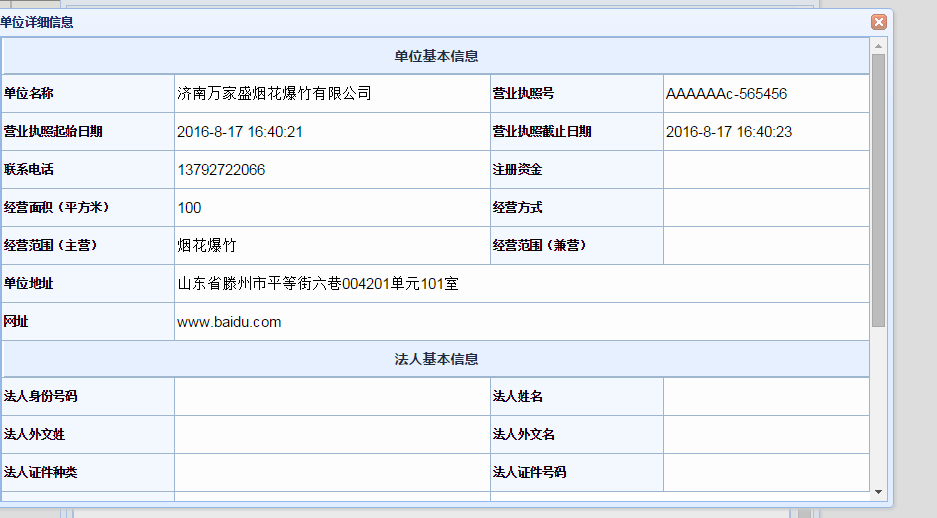 单位详细信息
单位基本信息
单位名称 济南万家盛烟花爆竹有限公司 营业执照号 AAAAAAc-565456
营业执照起始日期 2016-8-17 16:40:21 营业执照截止日期 2016-8-17 16:40:23
联系电话 13792722066 注册资金
经营面积（平方米） 100 经营方式
经营范围（主营） 烟花爆竹 经营范围（兼营）
单位地址 山东省滕州市平等街六巷004201单元101室
网址 www.baidu.com
法人基本信息
法人身份号码 法人姓名
法人外文姓 法人外文名
法人证件种类 法人证件号码